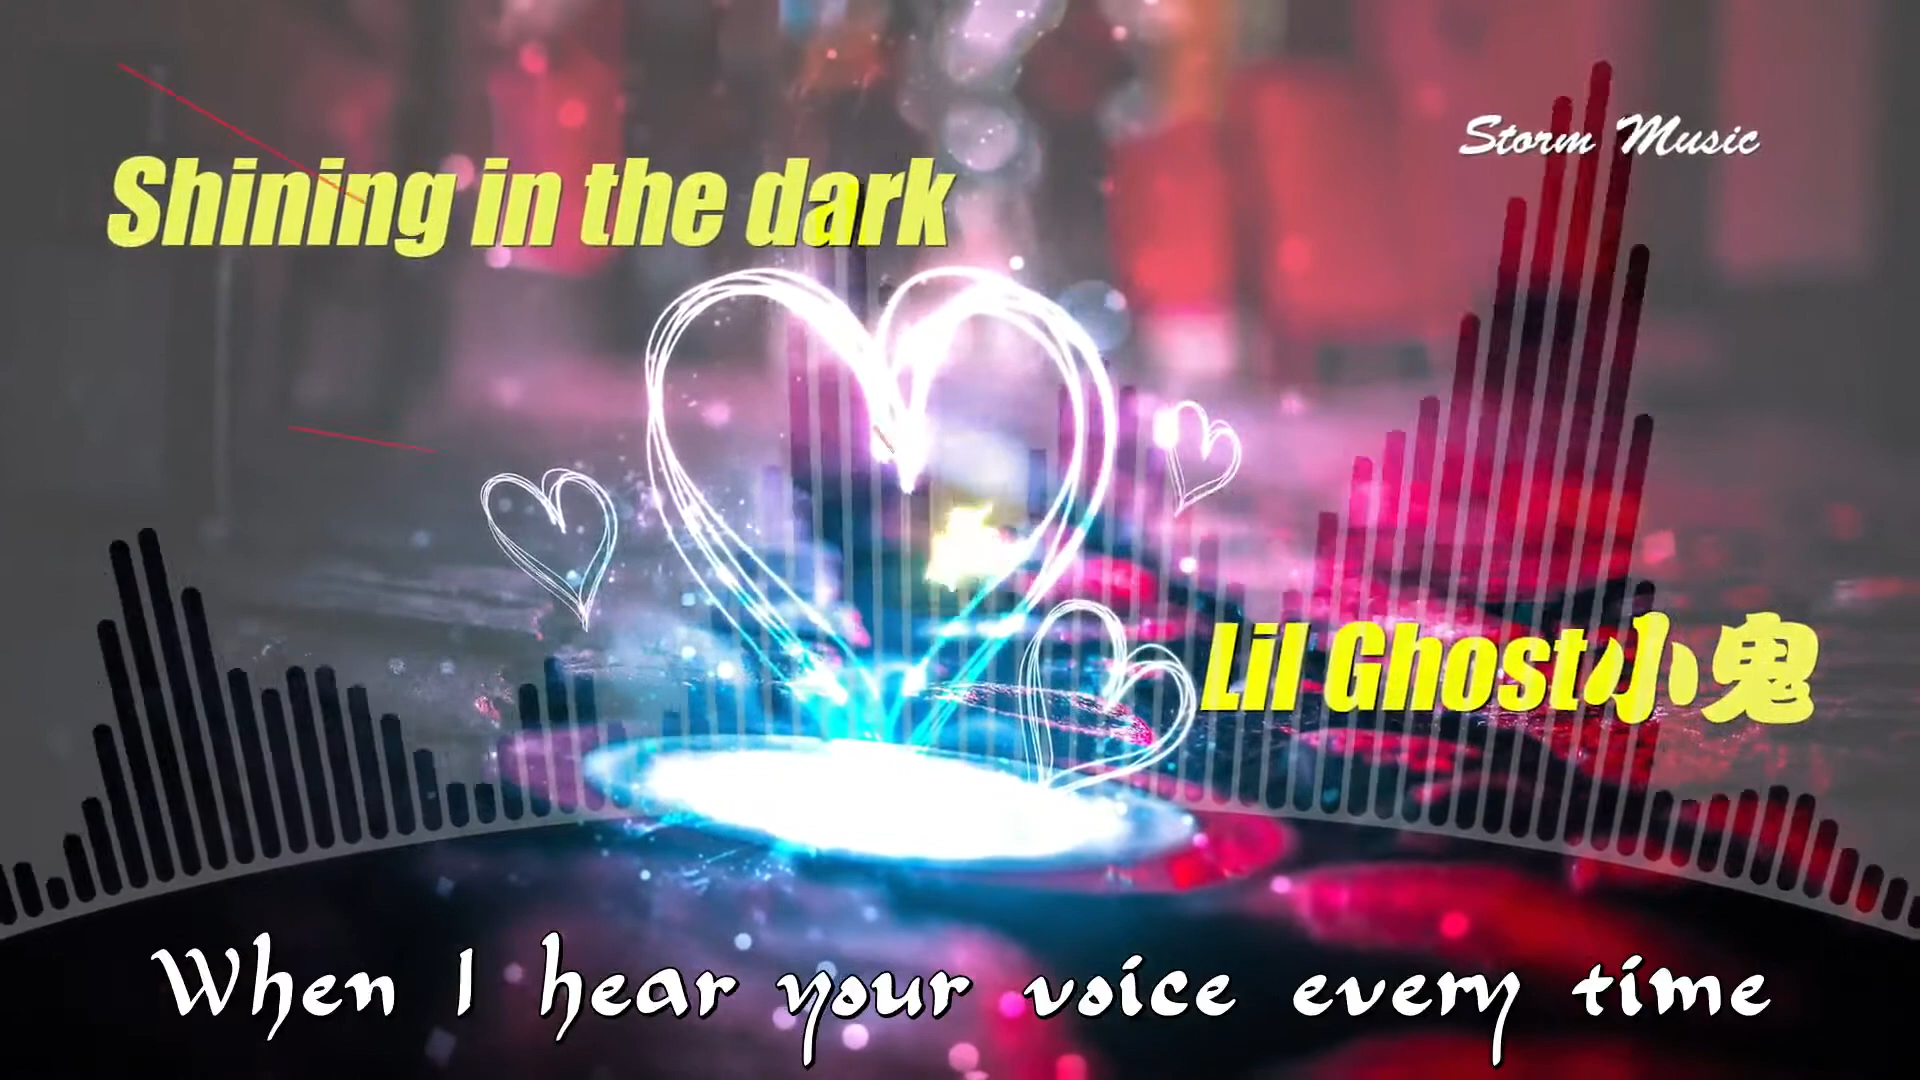 Storm Music
Shining in the dark
Lil Ghost小鬼
When I hear your voice every time